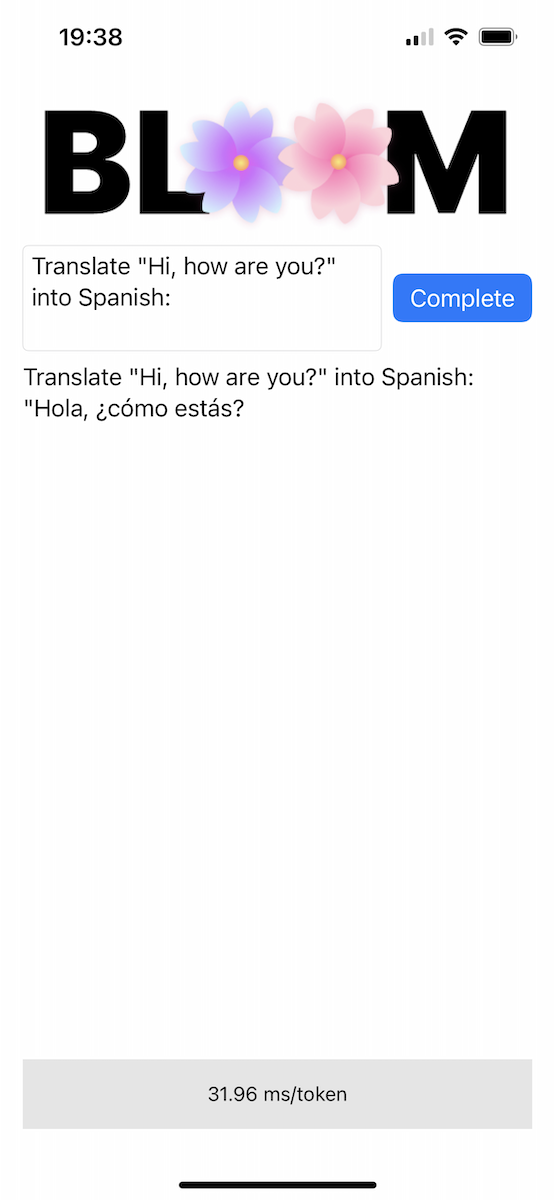 19:38
BLOOM
Translate "Hi, how are you?"
into Spanish:
Complete
Translate "Hi, how are you?" into Spanish:
"Hola, ¿cómo estás?
31.96 ms/token